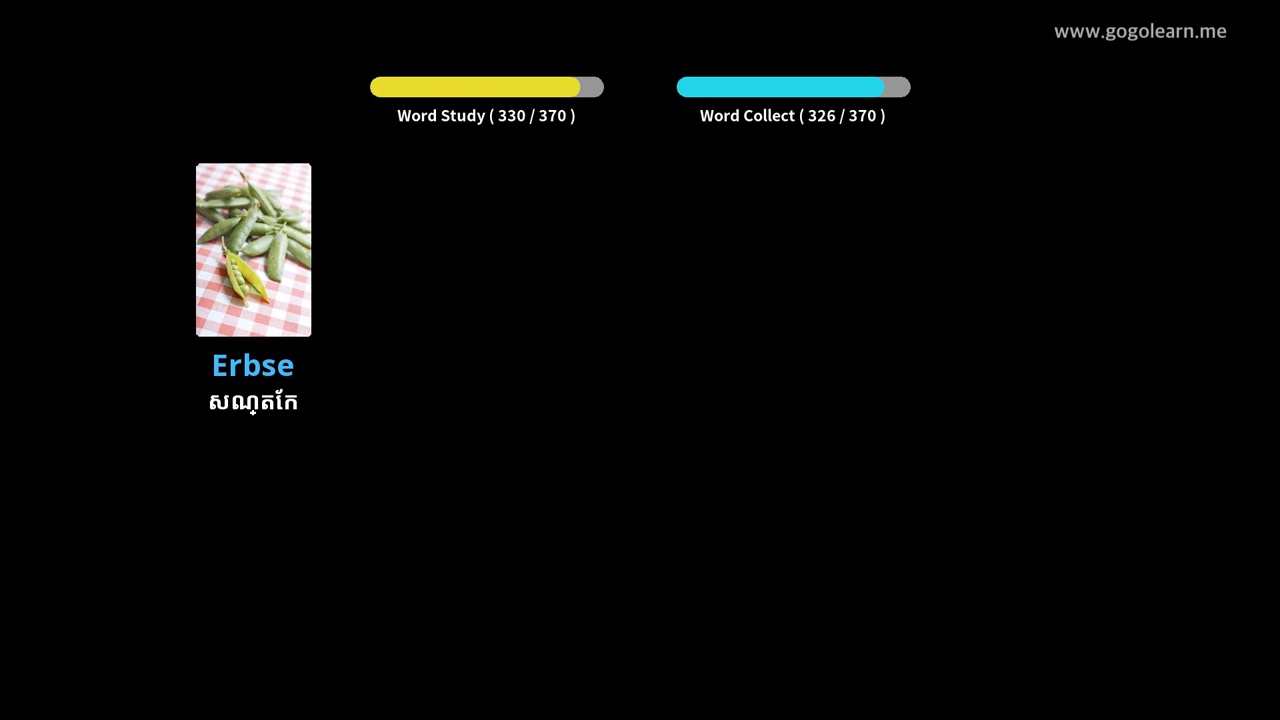 www.gogolearn.me
Word Study ( 330 / 370 )
Word Collect ( 326 / 370 )
Erbse
សណ្តកែ